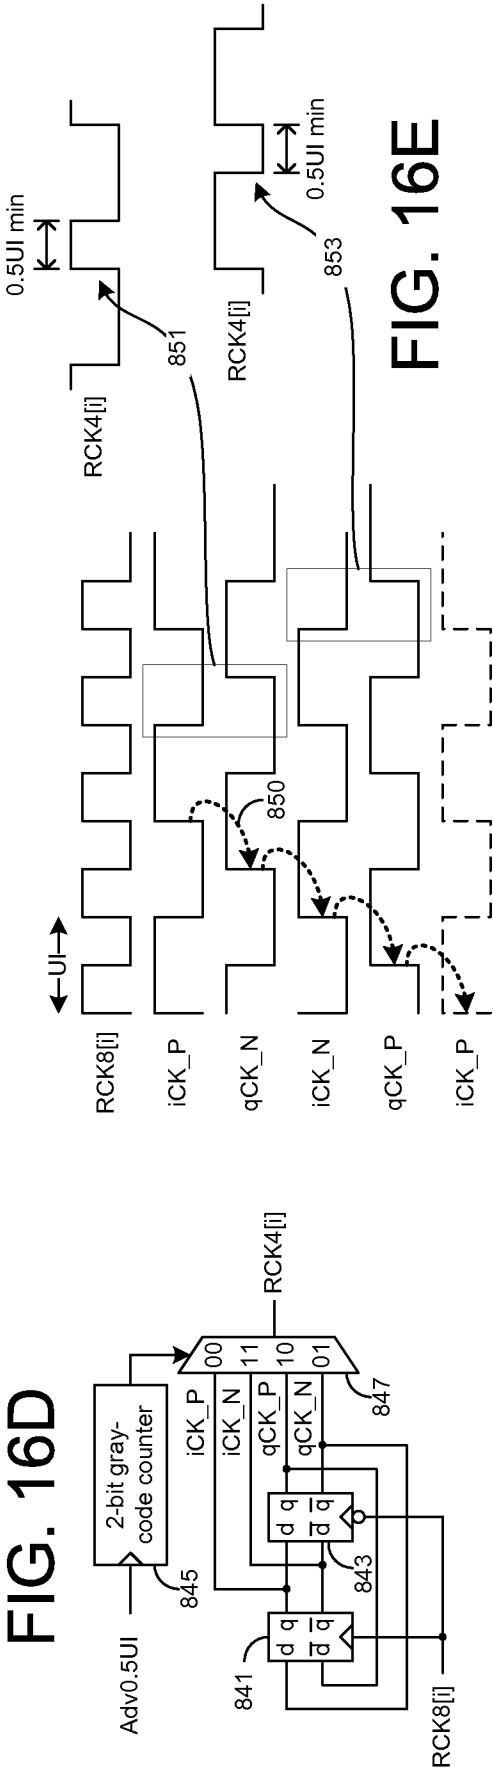 FIG. 16D
Adv0.5UI
2-bit gray-
code counter
845
iCK_P
iCK_N
qCK_P
qCK_N
00
11
10
01
RCK4[i]
847
841
d q
d q
843
d q
d q
RCK8[i]
FIG. 16E
UI
RCK8[i]
iCK_P
qCK_N
iCK_N
qCK_P
iCK_P
850
851
853
RCK4[i]
0.5UI min
RCK4[i]
0.5UI min